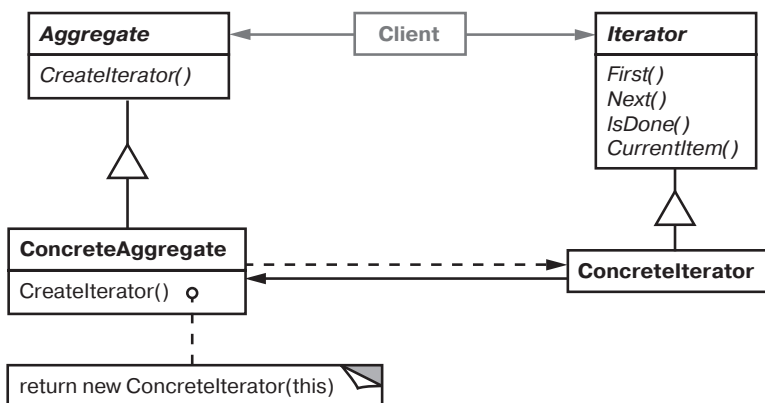 Aggregate
CreateIterator()
Client
Iterator
First()
Next()
IsDone()
CurrentItem()
ConcreteAggregate
CreateIterator()
ConcreteIterator
return new ConcreteIterator(this)